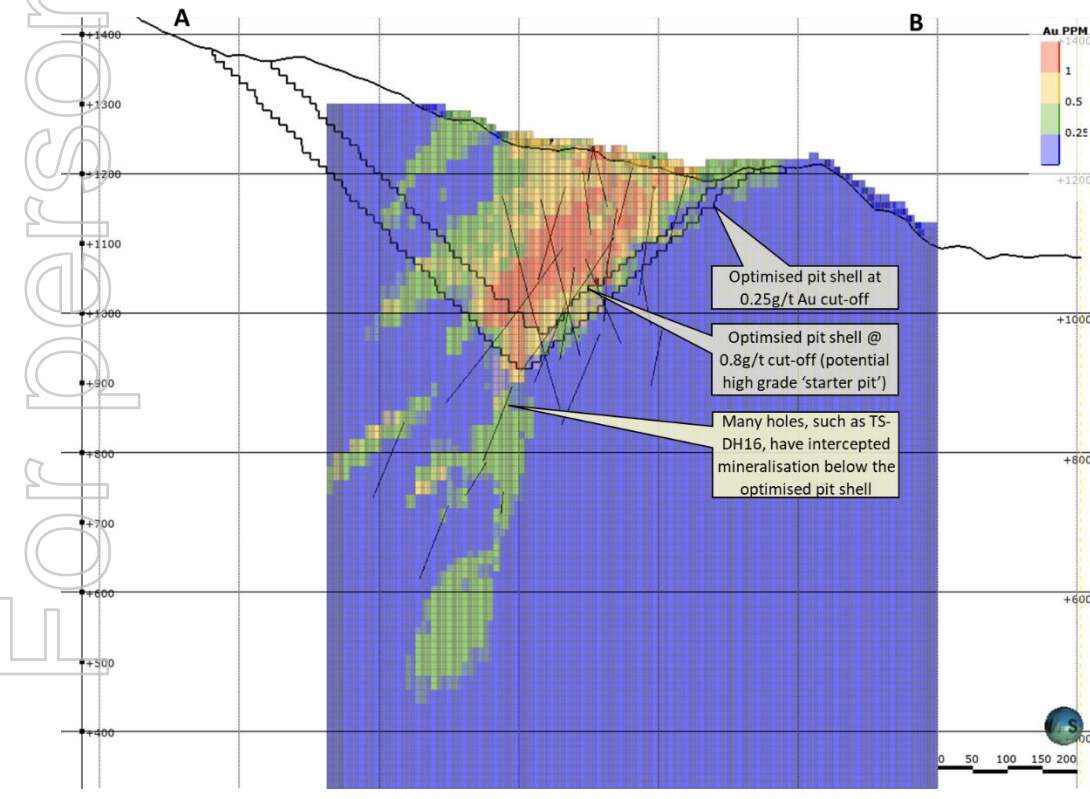 For person
A
B
+1400
+1300
+1200
+1100
+1000
+900
+800
+700
+600
+500
+400
Au PPM
1
0.5
0.25
+1400
+1200
+1000
+800
+600
Optimised pit shell at
0.25g/t Au cut-off
Optimsied pit shell @
0.8g/t cut-off (potential
high grade ‘starter pit’)
Many holes, such as TS-
DH16, have intercepted
mineralisation below the
optimised pit shell
S
0 50 100 150 200